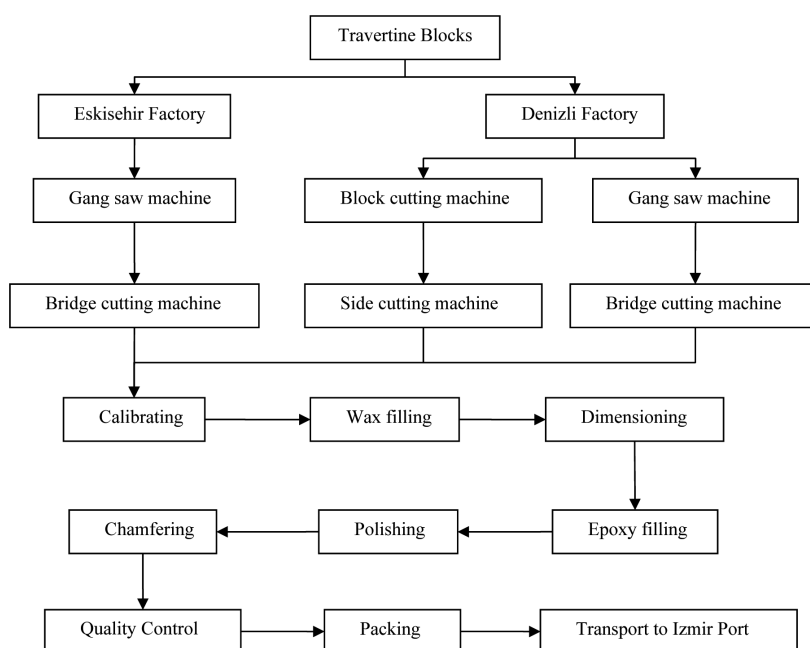 Travertine Blocks
Eskisehir Factory
Denizli Factory
Gang saw machine
Block cutting machine
Gang saw machine
Bridge cutting machine
Side cutting machine
Bridge cutting machine
Calibrating
Wax filling
Dimensioning
Chamfering
Polishing
Epoxy filling
Quality Control
Packing
Transport to Izmir Port